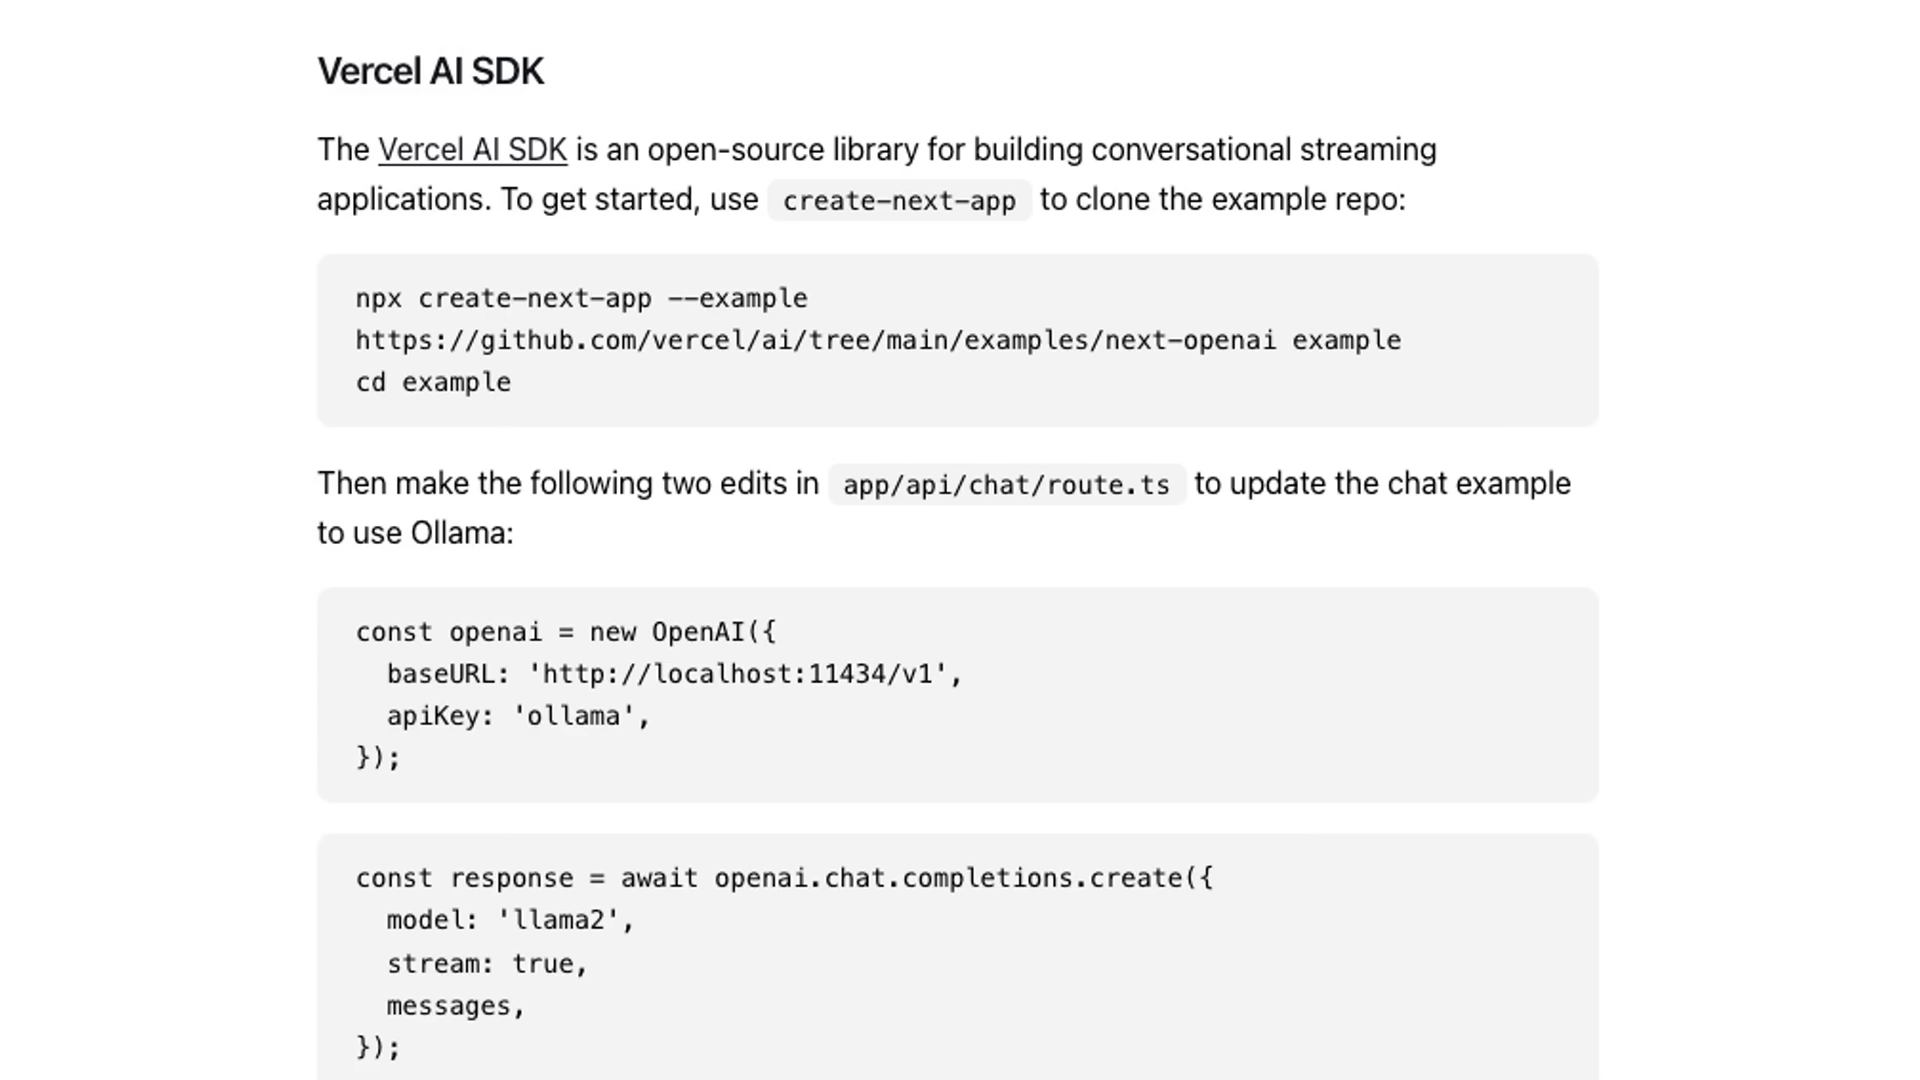 Vercel AI SDK
The Vercel AI SDK is an open-source library for building conversational streaming
applications. To get started, use create-next-app to clone the example repo:
npx create-next-app --example
https://github.com/vercel/ai/tree/main/examples/next-openai example
cd example
Then make the following two edits in app/api/chat/route.ts to update the chat example
to use Ollama:
const openai = new OpenAI({
  baseURL: 'http://localhost:11434/v1',
  apiKey: 'ollama',
});
const response = await openai.chat.completions.create({
  model: 'llama2',
  stream: true,
  messages,
});